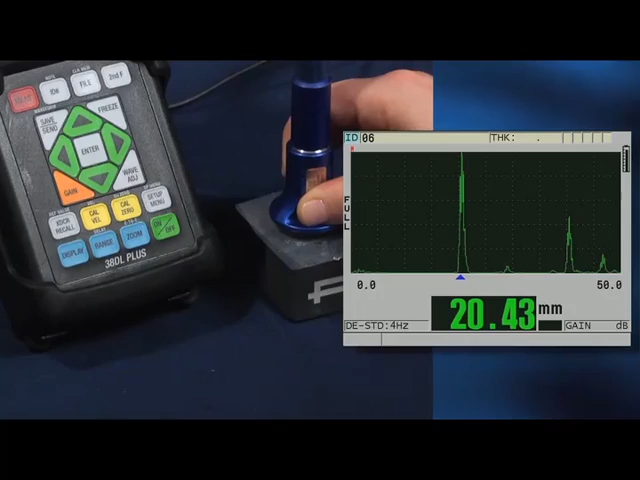 MEAS
ID#
FILE
2nd F
SAVE/
SEND
FREEZE
ENTER
GAIN
WAVE
ADJ
XDCR
RECALL
CAL
VEL
CAL
ZERO
SETUP
MENU
DISPLAY
RANGE
ZOOM
ON/
OFF
38DL PLUS
ID 06
THK: .
FULL
0.0
50.0
20.43 mm
DE-STD:4Hz
GAIN dB